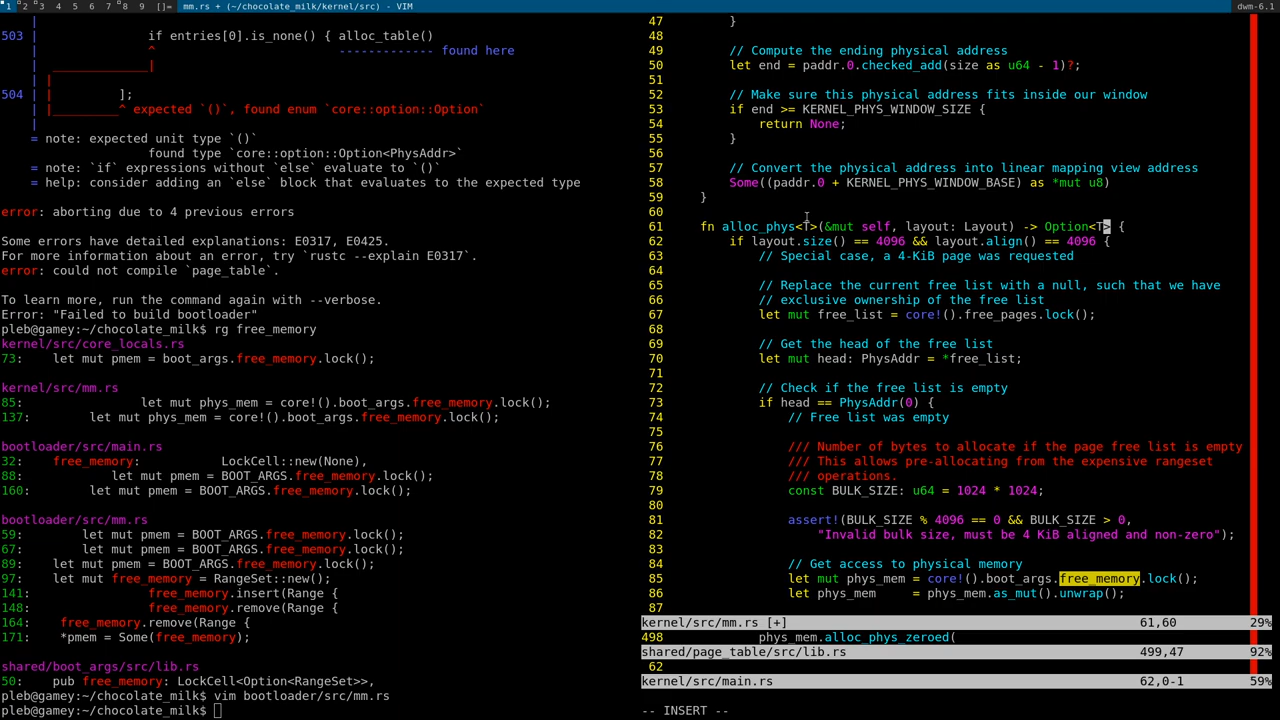 1 2 3 4 5 6 7 8 9 []= mm.rs + (~/chocolate_milk/kernel/src) - VIM dwm-6.1
|
503 | if entries[0].is_none() { alloc_table()
| ^ ------------- found here
| _____________|
| |
504 | | ];
| |________^ expected `()`, found enum `core::option::Option`
|
= note: expected unit type `()`
found type `core::option::Option<PhysAddr>`
= note: `if` expressions without `else` evaluate to `()`
= help: consider adding an `else` block that evaluates to the expected type
error: aborting due to 4 previous errors
Some errors have detailed explanations: E0317, E0425.
For more information about an error, try `rustc --explain E0317`.
error: could not compile `page_table`.
To learn more, run the command again with --verbose.
Error: "Failed to build bootloader"
pleb@gamey:~/chocolate_milk$ rg free_memory
kernel/src/core_locals.rs
73: let mut pmem = boot_args.free_memory.lock();
kernel/src/mm.rs
85: let mut phys_mem = core!().boot_args.free_memory.lock();
137: let mut phys_mem = core!().boot_args.free_memory.lock();
bootloader/src/main.rs
32: free_memory: LockCell::new(None),
88: let mut pmem = BOOT_ARGS.free_memory.lock();
160: let mut pmem = BOOT_ARGS.free_memory.lock();
bootloader/src/mm.rs
59: let mut pmem = BOOT_ARGS.free_memory.lock();
67: let mut pmem = BOOT_ARGS.free_memory.lock();
89: let mut pmem = BOOT_ARGS.free_memory.lock();
97: let mut free_memory = RangeSet::new();
141: free_memory.insert(Range {
148: free_memory.remove(Range {
164: free_memory.remove(Range {
171: *pmem = Some(free_memory);
shared/boot_args/src/lib.rs
50: pub free_memory: LockCell<Option<RangeSet>>,
pleb@gamey:~/chocolate_milk$ vim bootloader/src/mm.rs
pleb@gamey:~/chocolate_milk$
47 }
48
49 // Compute the ending physical address
50 let end = paddr.0.checked_add(size as u64 - 1)?;
51
52 // Make sure this physical address fits inside our window
53 if end >= KERNEL_PHYS_WINDOW_SIZE {
54 return None;
55 }
56
57 // Convert the physical address into linear mapping view address
58 Some((paddr.0 + KERNEL_PHYS_WINDOW_BASE) as *mut u8)
59 }
60
61 fn alloc_phys<T>(&mut self, layout: Layout) -> Option<T> {
62 if layout.size() == 4096 && layout.align() == 4096 {
63 // Special case, a 4-KiB page was requested
64
65 // Replace the current free list with a null, such that we have
66 // exclusive ownership of the free list
67 let mut free_list = core!().free_pages.lock();
68
69 // Get the head of the free list
70 let mut head: PhysAddr = *free_list;
71
72 // Check if the free list is empty
73 if head == PhysAddr(0) {
74 // Free list was empty
75
76 /// Number of bytes to allocate if the page free list is empty
77 /// This allows pre-allocating from the expensive rangeset
78 /// operations.
79 const BULK_SIZE: u64 = 1024 * 1024;
80
81 assert!(BULK_SIZE % 4096 == 0 && BULK_SIZE > 0,
82 "Invalid bulk size, must be 4 KiB aligned and non-zero");
83
84 // Get access to physical memory
85 let mut phys_mem = core!().boot_args.free_memory.lock();
86 let phys_mem = phys_mem.as_mut().unwrap();
87
kernel/src/mm.rs [+] 61,60 29%
498 phys_mem.alloc_phys_zeroed(
shared/page_table/src/lib.rs 499,47 92%
62
kernel/src/main.rs 62,0-1 59%
-- INSERT --